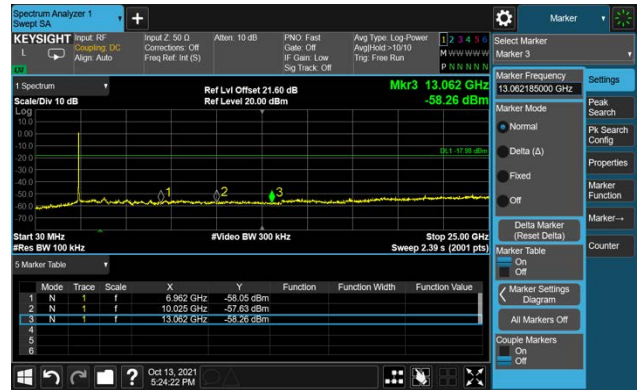 Spectrum Analyzer 1
Swept SA
Marker
KEYSIGHT Input: RF Input Z: 50 Ω Atten: 10 dB PNO: Fast Avg Type: Log-Power 1 2 3 4 5 6
L Coupling: DC Corrections: Off Gate: Off Avg|Hold:>10/10 M W W W W W
Align: Auto Freq Ref: Int (S) IF Gain: Low Trig: Free Run
Sig Track: Off P N N N N N
Select Marker
Marker 3
1 Spectrum
Scale/Div 10 dB
Log
Ref Lvl Offset 21.60 dB
Ref Level 20.00 dBm
Mkr3 13.062 GHz
-58.26 dBm
10.0
0.00
-10.0
-20.0
-30.0
-40.0
-50.0
-60.0
-70.0
DL1 -17.98 dBm
1
2
3
Start 30 MHz #Video BW 300 kHz Stop 25.00 GHz
#Res BW 100 kHz Sweep 2.39 s (2001 pts)
5 Marker Table
Mode Trace Scale X Y Function Function Width Function Value
1 N 1 f 6.962 GHz -58.05 dBm
2 N 1 f 10.025 GHz -57.63 dBm
3 N 1 f 13.062 GHz -58.26 dBm
4
5
6
Marker Frequency
13.062185000 GHz
Marker Mode
Normal
Delta (Δ)
Fixed
Off
Delta Marker
(Reset Delta)
Marker Table
On
Off
Marker Settings
Diagram
All Markers Off
Couple Markers
On
Off
Settings
Peak
Search
Pk Search
Config
Properties
Marker
Function
Marker→
Counter
Oct 13, 2021
5:24:22 PM